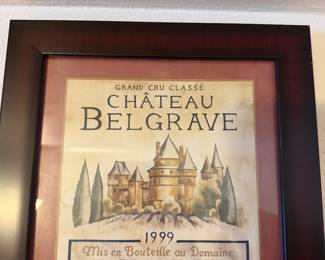 GRAND CRU CLASSÉ
CHÂTEAU
BELGRAVE
1999
Mis en Bouteille au Domaine